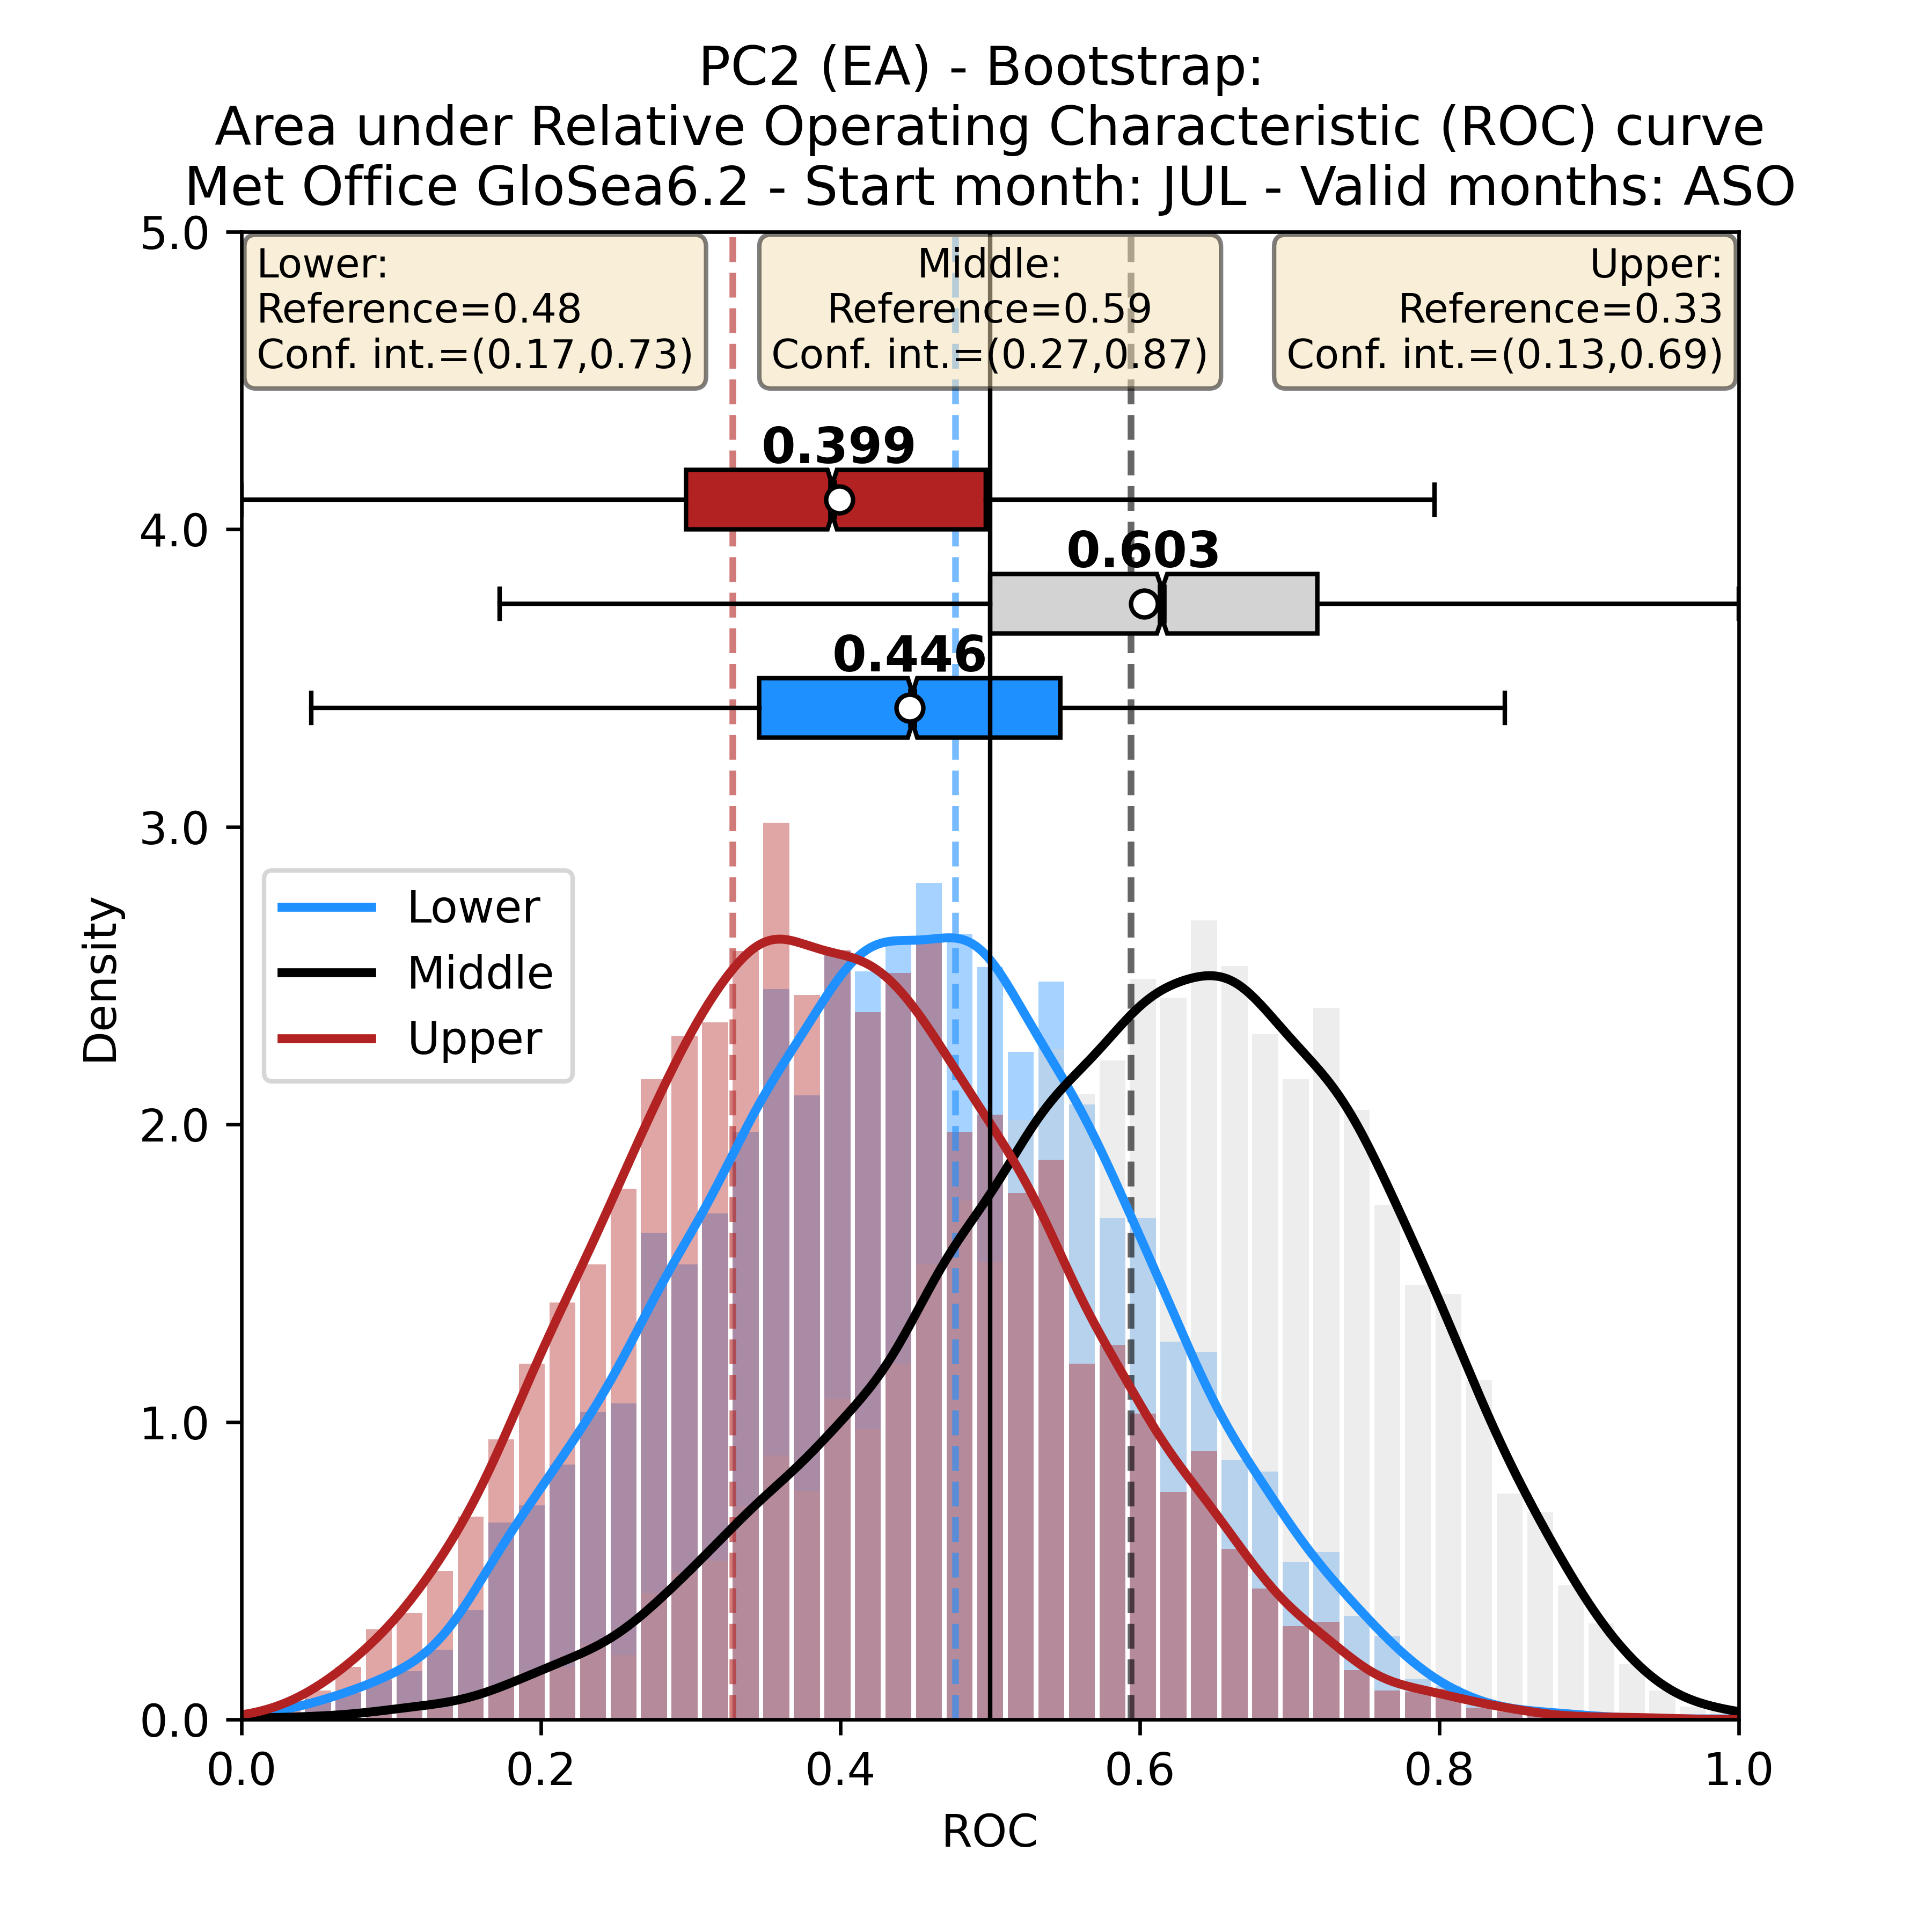 PC2 (EA) - Bootstrap:
Area under Relative Operating Characteristic (ROC) curve
Met Office GloSea6.2 - Start month: JUL - Valid months: ASO
Lower:
Reference=0.48
Conf. int.=(0.17,0.73)
Middle:
Reference=0.59
Conf. int.=(0.27,0.87)
Upper:
Reference=0.33
Conf. int.=(0.13,0.69)
0.399
0.603
0.446
Lower
Middle
Upper
Density
5.0
4.0
3.0
2.0
1.0
0.0
0.0 0.2 0.4 0.6 0.8 1.0
ROC